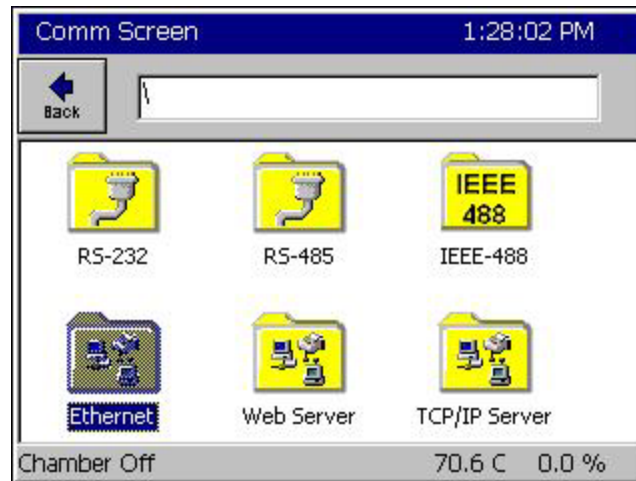 Comm Screen 1:28:02 PM
Back \
IEEE
488
RS-232 RS-485 IEEE-488
Ethernet Web Server TCP/IP Server
Chamber Off 70.6 C 0.0 %